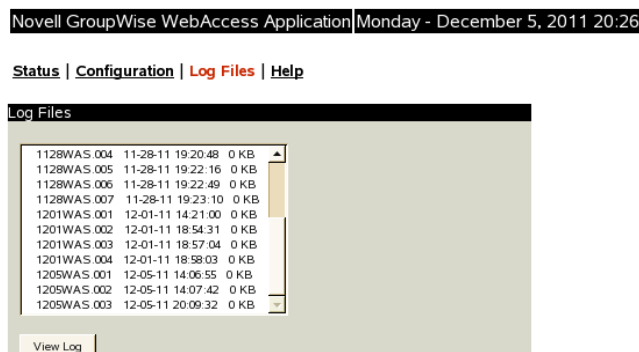 Novell GroupWise WebAccess Application Monday - December 5, 2011 20:26
Status | Configuration | Log Files | Help
Log Files
1128WAS.004 11-28-11 19:20:48 0 KB
1128WAS.005 11-28-11 19:22:16 0 KB
1128WAS.006 11-28-11 19:22:49 0 KB
1128WAS.007 11-28-11 19:23:10 0 KB
1201WAS.001 12-01-11 14:21:00 0 KB
1201WAS.002 12-01-11 18:54:31 0 KB
1201WAS.003 12-01-11 18:57:04 0 KB
1201WAS.004 12-01-11 18:58:03 0 KB
1205WAS.001 12-05-11 14:06:55 0 KB
1205WAS.002 12-05-11 14:07:42 0 KB
1205WAS.003 12-05-11 20:09:32 0 KB
View Log